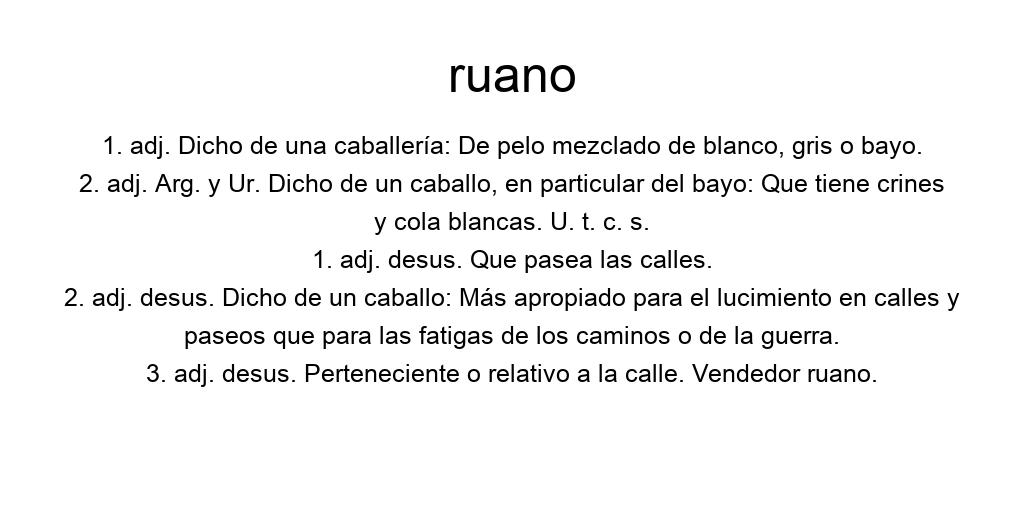 ruano
1. adj. Dicho de una caballería: De pelo mezclado de blanco, gris o bayo.
2. adj. Arg. y Ur. Dicho de un caballo, en particular del bayo: Que tiene crines
y cola blancas. U. t. c. s.
1. adj. desus. Que pasea las calles.
2. adj. desus. Dicho de un caballo: Más apropiado para el lucimiento en calles y
paseos que para las fatigas de los caminos o de la guerra.
3. adj. desus. Perteneciente o relativo a la calle. Vendedor ruano.